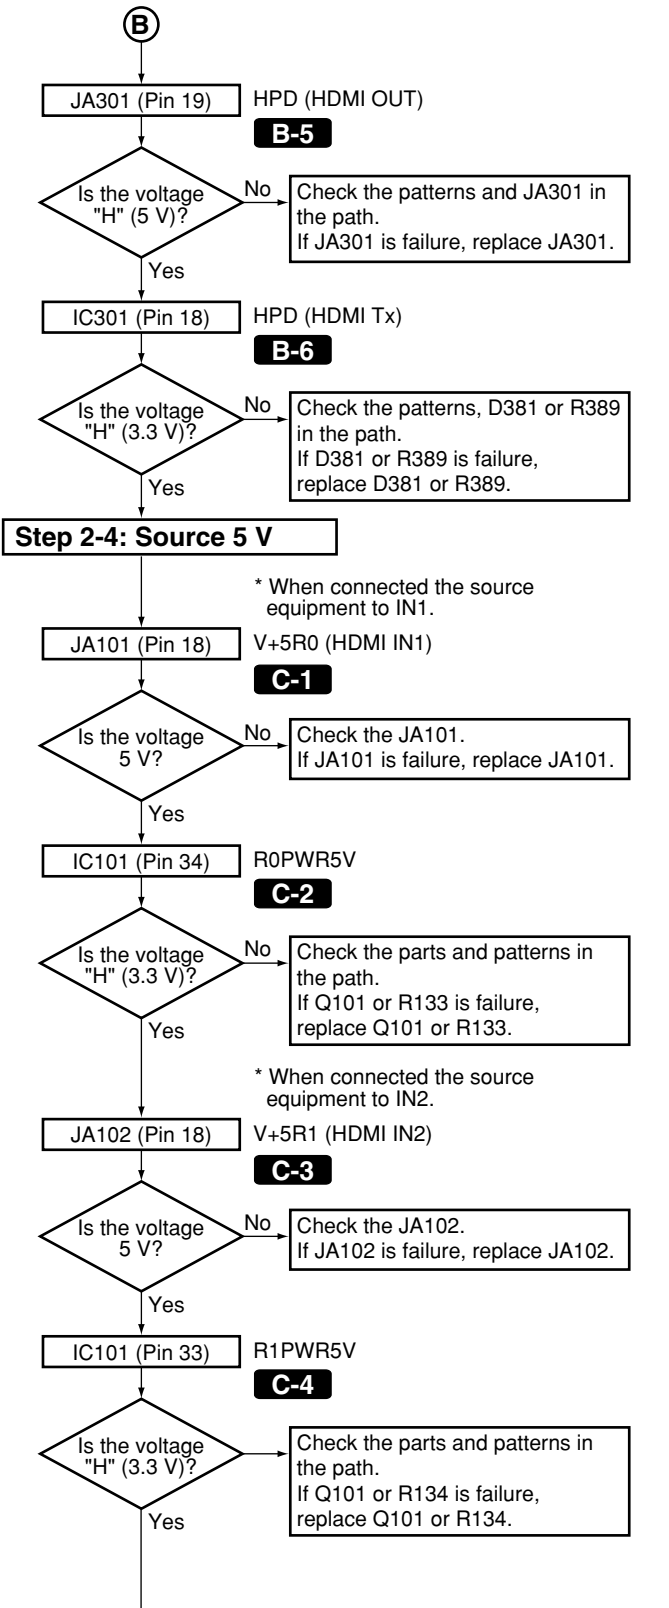 B
JA301 (Pin 19)
HPD (HDMI OUT)
B-5
Is the voltage
"H" (5 V)?
No
Check the patterns and JA301 in
the path.
If JA301 is failure, replace JA301.
Yes
IC301 (Pin 18)
HPD (HDMI Tx)
B-6
Is the voltage
"H" (3.3 V)?
No
Check the patterns, D381 or R389
in the path.
If D381 or R389 is failure,
replace D381 or R389.
Yes
Step 2-4: Source 5 V
* When connected the source
equipment to IN1.
JA101 (Pin 18)
V+5R0 (HDMI IN1)
C-1
Is the voltage
5 V?
No
Check the JA101.
If JA101 is failure, replace JA101.
Yes
IC101 (Pin 34)
R0PWR5V
C-2
Is the voltage
"H" (3.3 V)?
No
Check the parts and patterns in
the path.
If Q101 or R133 is failure,
replace Q101 or R133.
Yes
* When connected the source
equipment to IN2.
JA102 (Pin 18)
V+5R1 (HDMI IN2)
C-3
Is the voltage
5 V?
No
Check the JA102.
If JA102 is failure, replace JA102.
Yes
IC101 (Pin 33)
R1PWR5V
C-4
Is the voltage
"H" (3.3 V)?
Check the parts and patterns in
the path.
If Q101 or R134 is failure,
replace Q101 or R134.
Yes